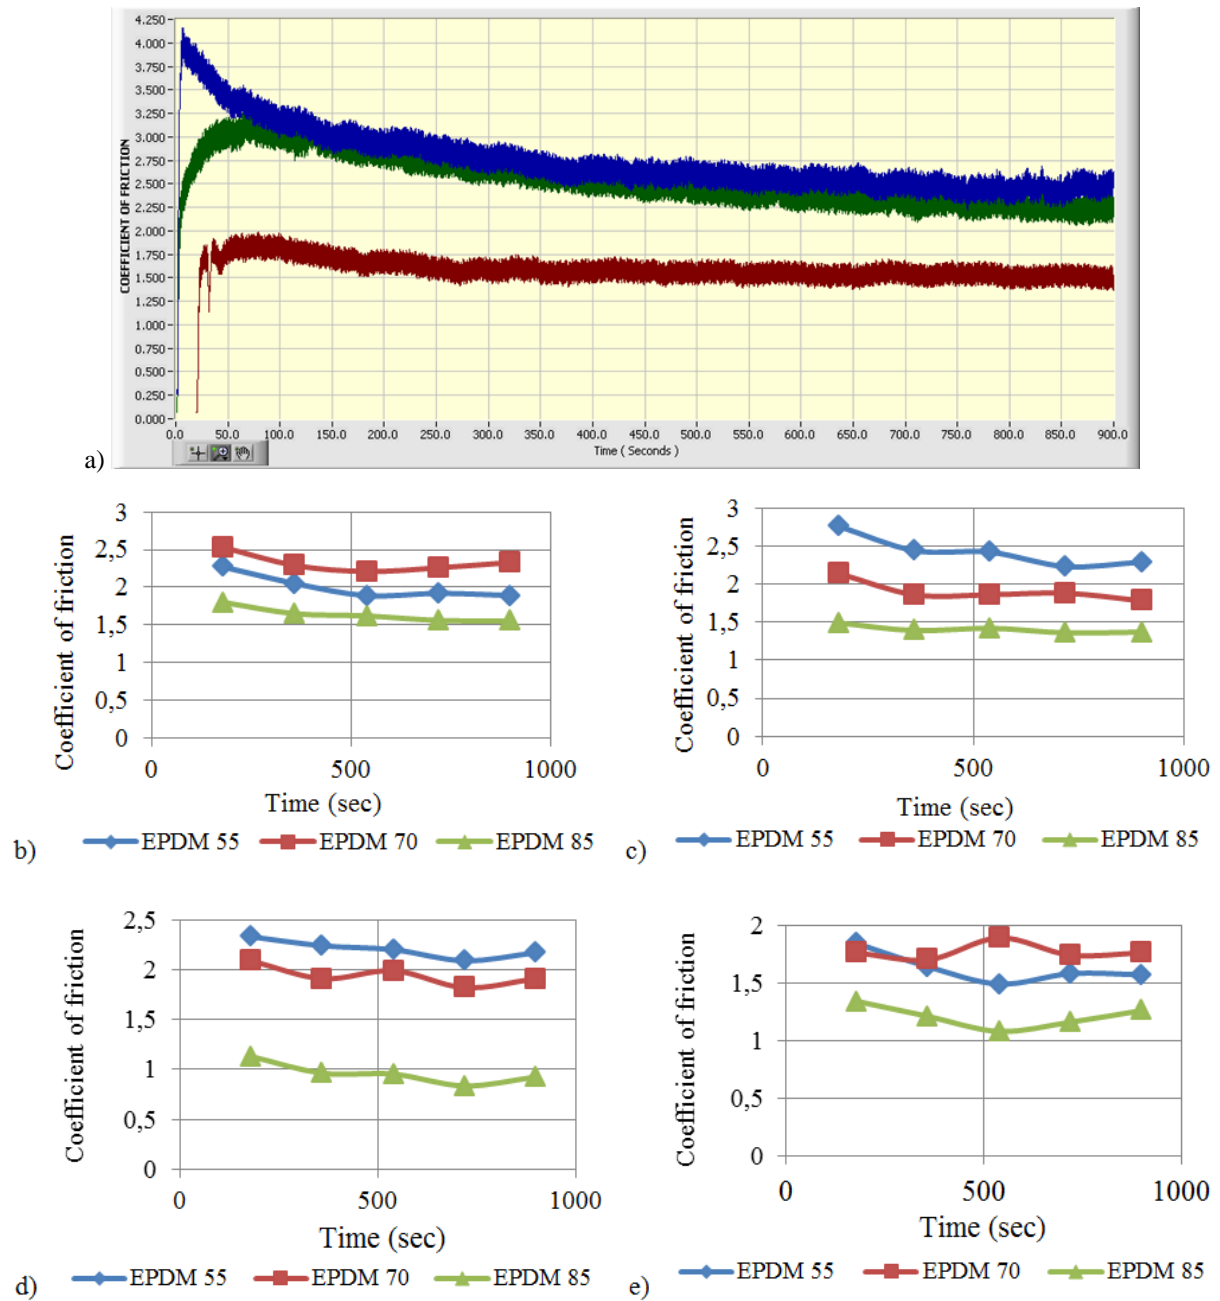 4.250
4.000
3.750
3.500
3.250
3.000
2.750
2.500
2.250
2.000
1.750
1.500
1.250
1.000
0.750
0.500
0.250
0.000
COEFFICIENT OF FRICTION
0.0 50.0 100.0 150.0 200.0 250.0 300.0 350.0 400.0 450.0 500.0 550.0 600.0 650.0 700.0 750.0 800.0 850.0 900.0
Time ( Seconds )
a)
3
2,5
2
1,5
1
0,5
0
Coefficient of friction
0 500 1000
Time (sec)
b)
EPDM 55 EPDM 70 EPDM 85
3
2,5
2
1,5
1
0,5
0
Coefficient of friction
0 500 1000
Time (sec)
c)
EPDM 55 EPDM 70 EPDM 85
2,5
2
1,5
1
0,5
0
Coefficient of friction
0 500 1000
Time (sec)
d)
EPDM 55 EPDM 70 EPDM 85
2
1,5
1
0,5
0
Coefficient of friction
0 500 1000
Time (sec)
e)
EPDM 55 EPDM 70 EPDM 85